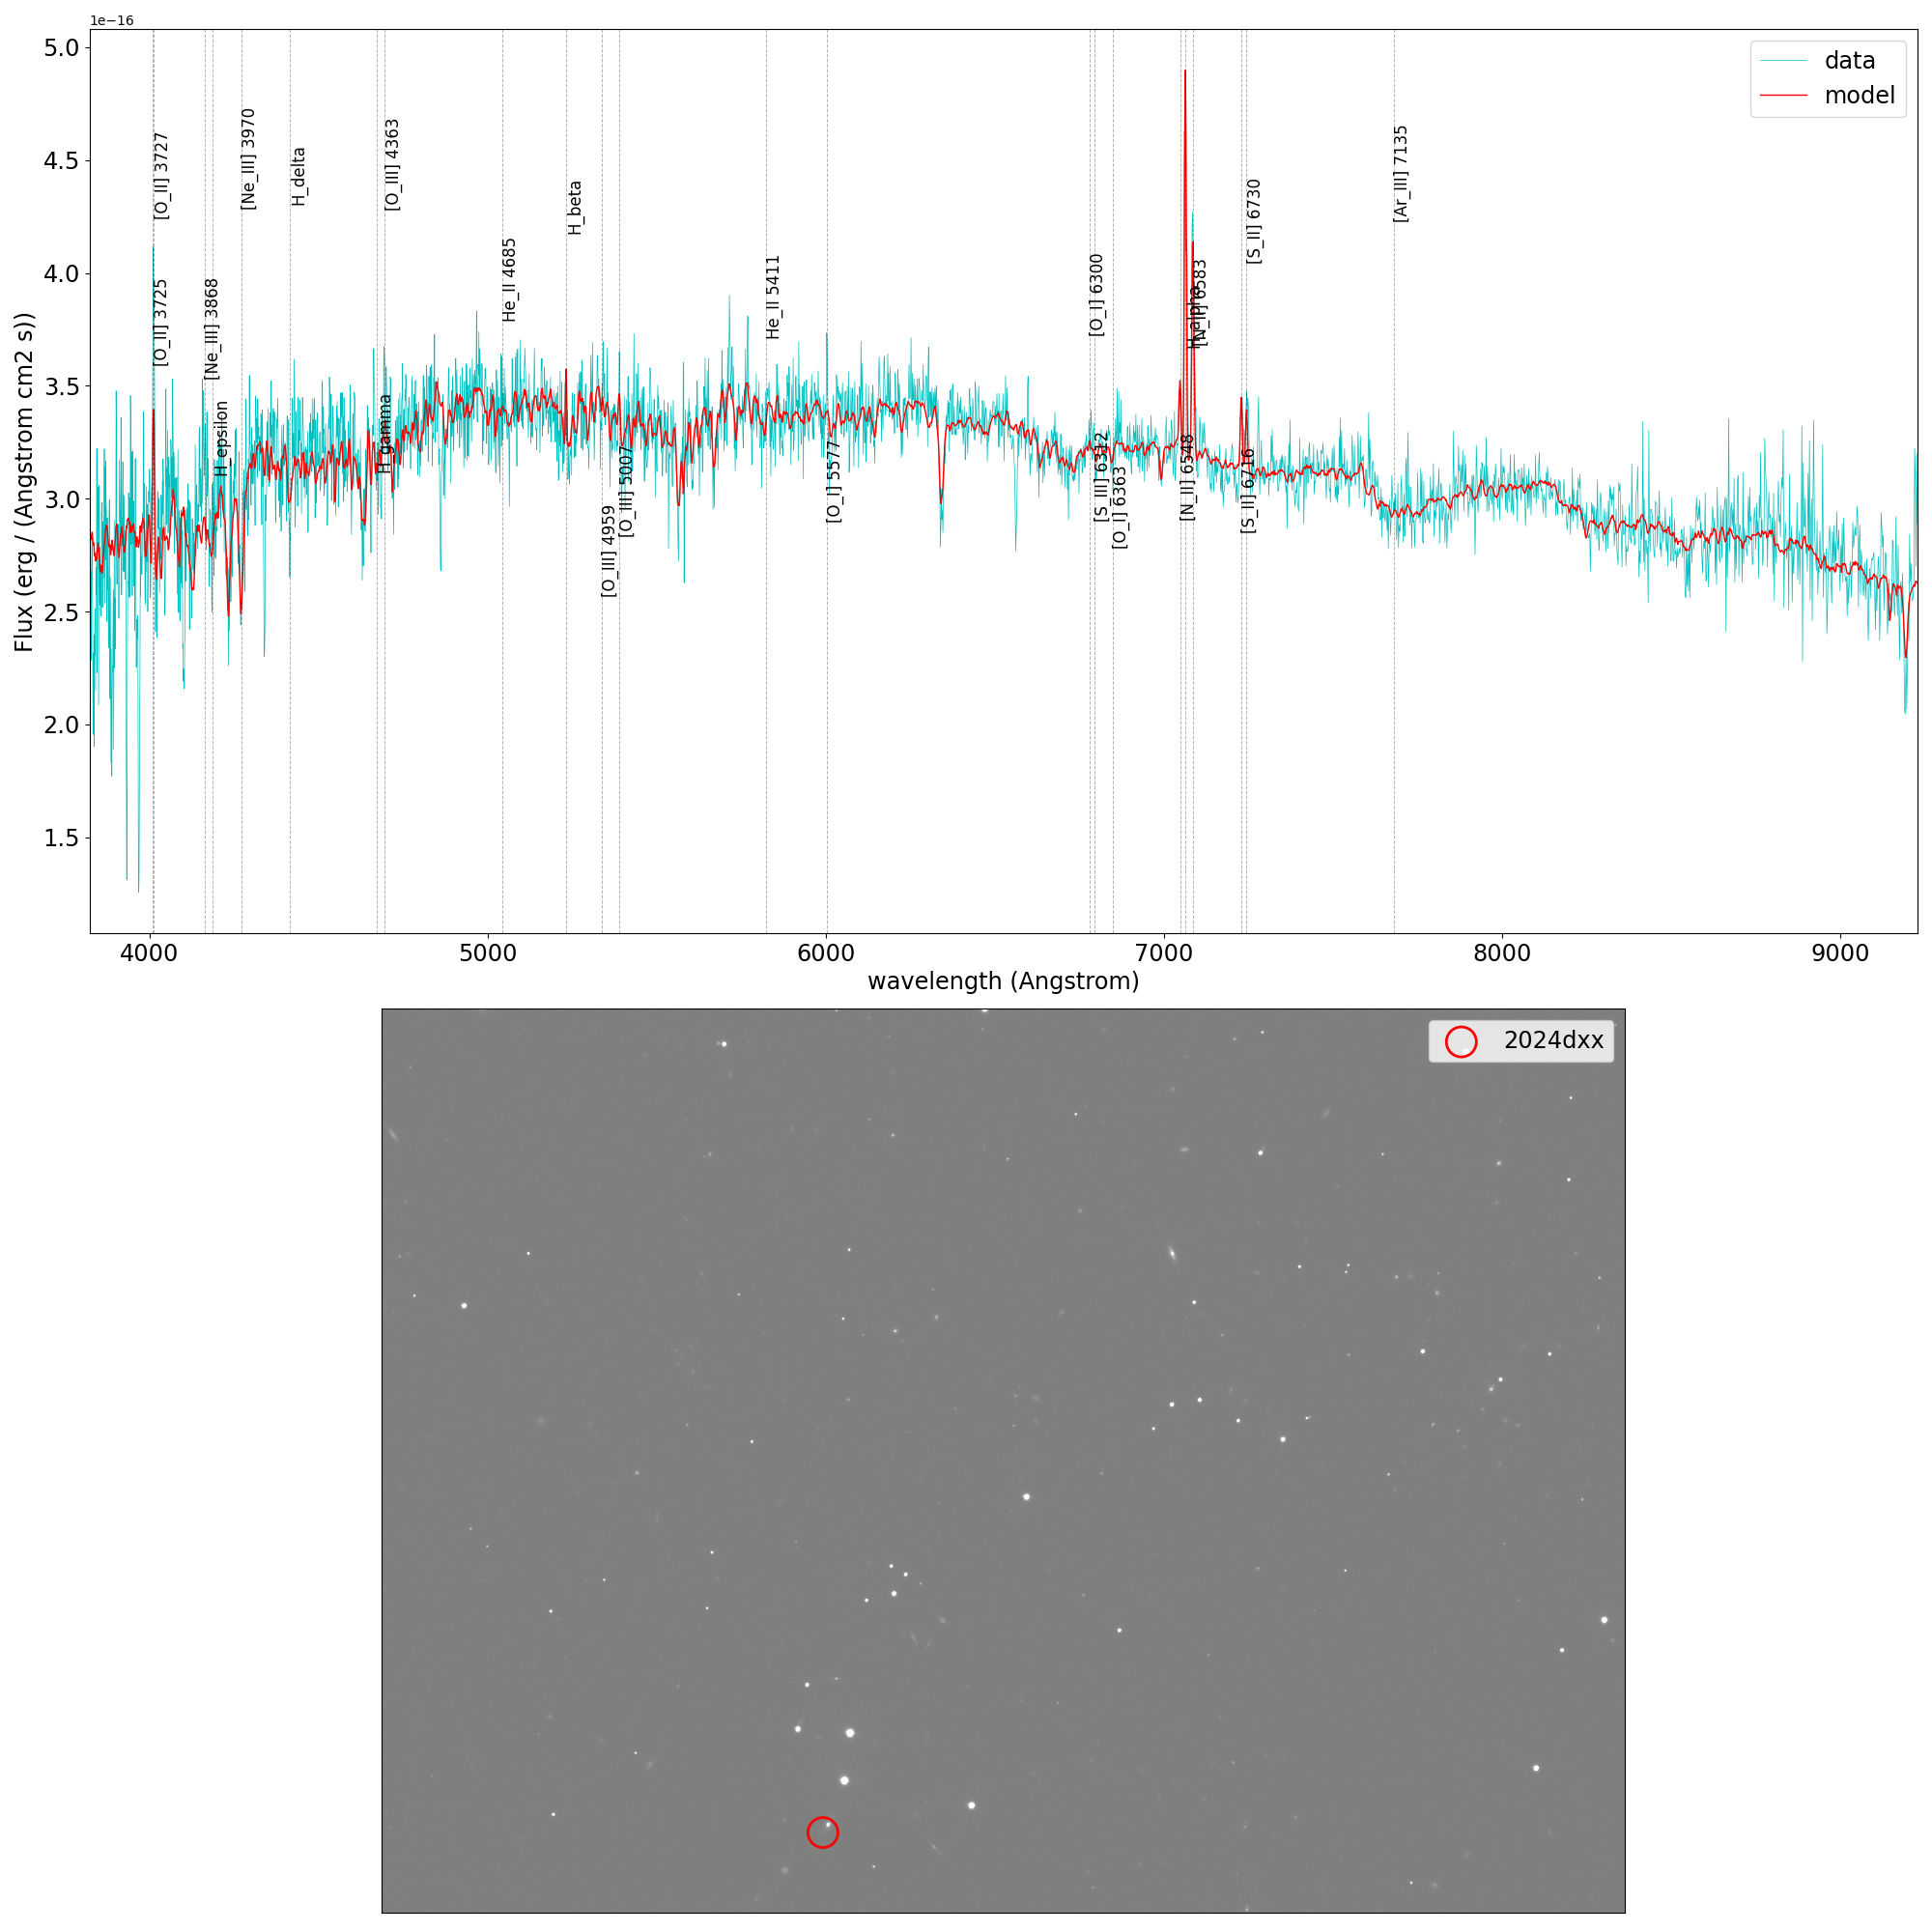 1e−16
5.0
4.5
4.0
3.5
3.0
2.5
2.0
1.5
Flux (erg / (Angstrom cm2 s))
data
model
[O_II] 3727
[O_II] 3725
[Ne_III] 3868
H_epsilon
[Ne_III] 3970
H_delta
H_gamma
[O_III] 4363
He_II 4685
H_beta
[O_III] 4959
[O_III] 5007
He_II 5411
[O_I] 5577
[O_I] 6300
[S_III] 6312
[O_I] 6363
[N_II] 6548
H_alpha
[N_II] 6583
[S_II] 6716
[S_II] 6730
[Ar_III] 7135
4000 5000 6000 7000 8000 9000
wavelength (Angstrom)
2024dxx